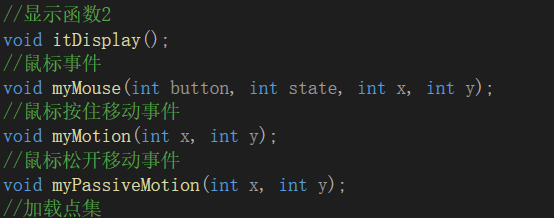 //显示函数2
void itDisplay();
//鼠标事件
void myMouse(int button, int state, int x, int y);
//鼠标按住移动事件
void myMotion(int x, int y);
//鼠标松开移动事件
void myPassiveMotion(int x, int y);
//加载点集